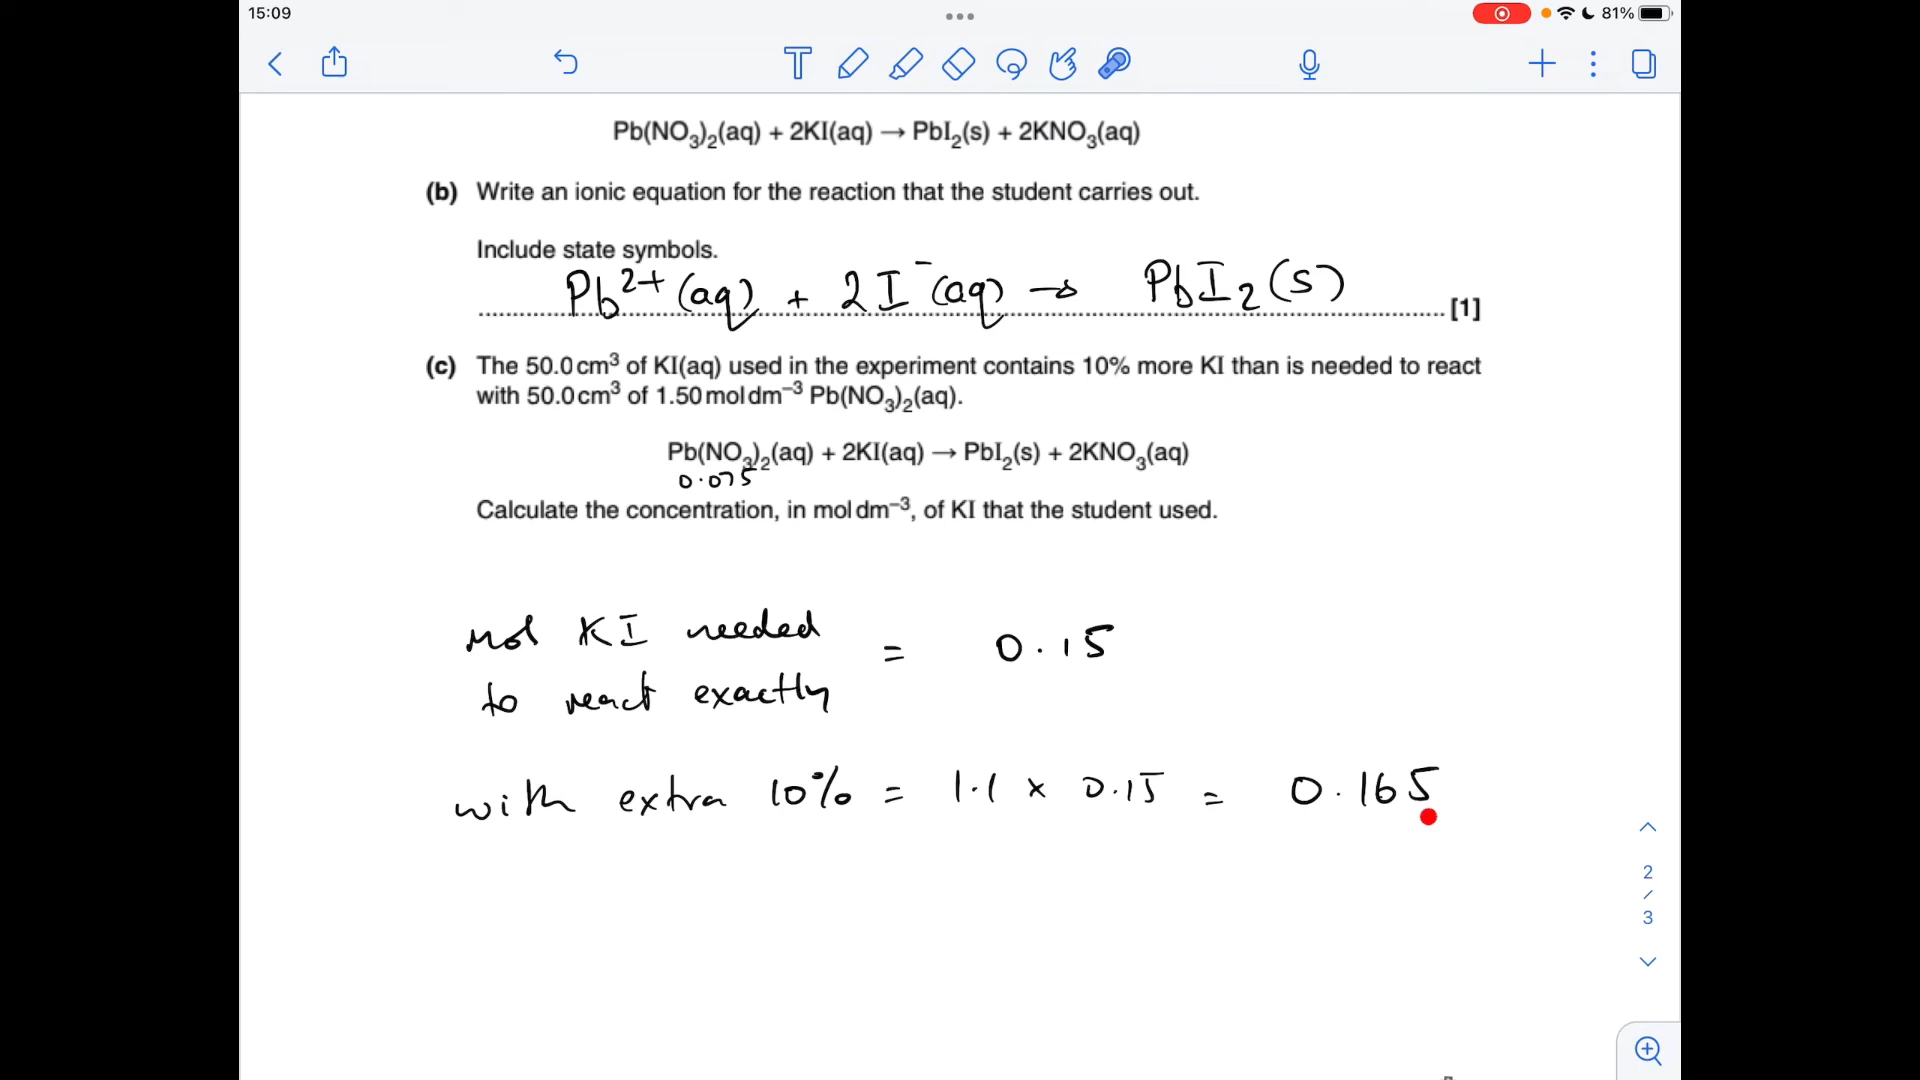 15:09
81%
Pb(NO₃)₂(aq) + 2KI(aq) → PbI₂(s) + 2KNO₃(aq)
(b) Write an ionic equation for the reaction that the student carries out.
Include state symbols.
Pb²⁺(aq) + 2I⁻(aq) → PbI₂(s)
[1]
(c) The 50.0 cm³ of KI(aq) used in the experiment contains 10% more KI than is needed to react
with 50.0 cm³ of 1.50 mol dm⁻³ Pb(NO₃)₂(aq).
Pb(NO₃)₂(aq) + 2KI(aq) → PbI₂(s) + 2KNO₃(aq)
0.075
Calculate the concentration, in mol dm⁻³, of KI that the student used.
mol KI needed
to react exactly = 0.15
with extra 10% = 1.1 × 0.15 = 0.165
2
/
3